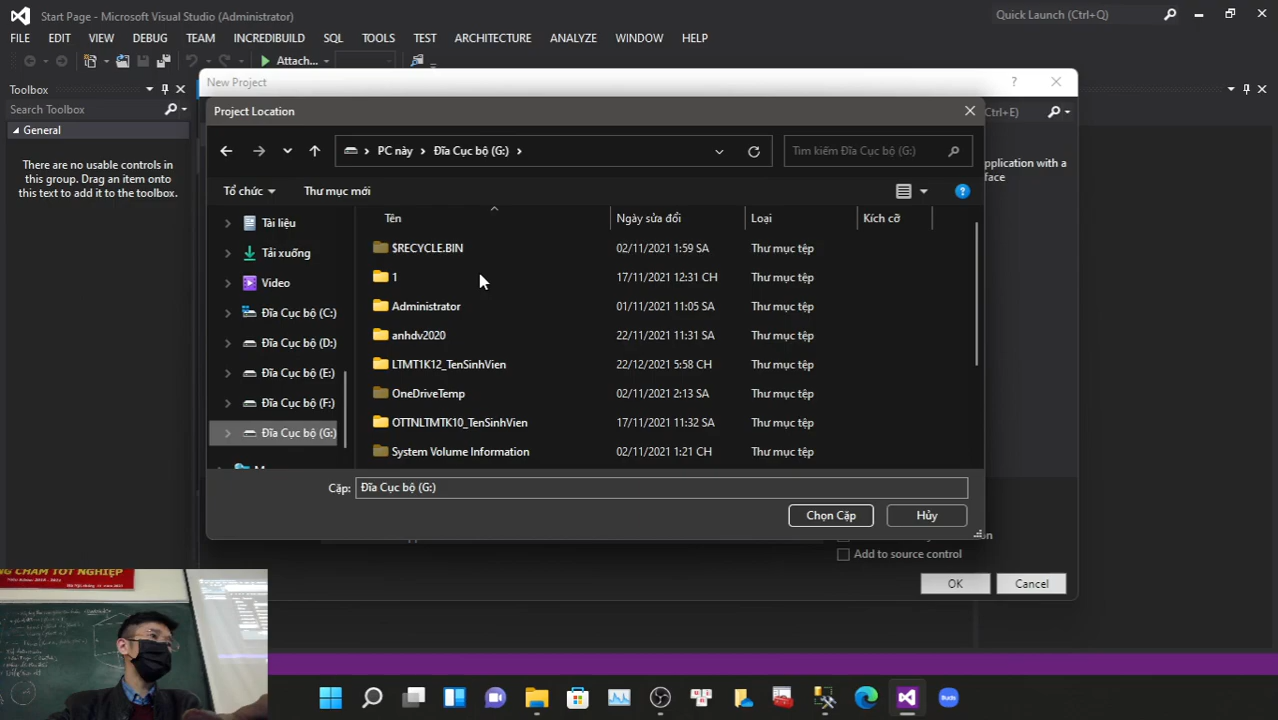 Start Page - Microsoft Visual Studio (Administrator)
Quick Launch (Ctrl+Q)
FILE EDIT VIEW DEBUG TEAM INCREDIBUILD SQL TOOLS TEST ARCHITECTURE ANALYZE WINDOW HELP
Attach...
Toolbox
Search Toolbox
General
There are no usable controls in
this group. Drag an item onto
this text to add it to the toolbox.
New Project
?
Ctrl+E)
pplication with a
face
Project Location
PC này > Đĩa Cục bộ (G:) >
Tìm kiếm Đĩa Cục bộ (G:)
Tổ chức Thư mục mới
Tài liệu
Tải xuống
Video
Đĩa Cục bộ (C:)
Đĩa Cục bộ (D:)
Đĩa Cục bộ (E:)
Đĩa Cục bộ (F:)
Đĩa Cục bộ (G:)
Tên Ngày sửa đổi Loại Kích cỡ
$RECYCLE.BIN 02/11/2021 1:59 SA Thư mục tệp
1 17/11/2021 12:31 CH Thư mục tệp
Administrator 01/11/2021 11:05 SA Thư mục tệp
anhdv2020 22/11/2021 11:31 SA Thư mục tệp
LTMT1K12_TenSinhVien 22/12/2021 5:58 CH Thư mục tệp
OneDriveTemp 02/11/2021 2:13 SA Thư mục tệp
OTTNLTMTK10_TenSinhVien 17/11/2021 11:32 SA Thư mục tệp
System Volume Information 02/11/2021 1:21 CH Thư mục tệp
Cặp: Đĩa Cục bộ (G:)
Chọn Cặp Hủy
Add to source control
OK Cancel
NG CHẤM TỐT NGHIỆP